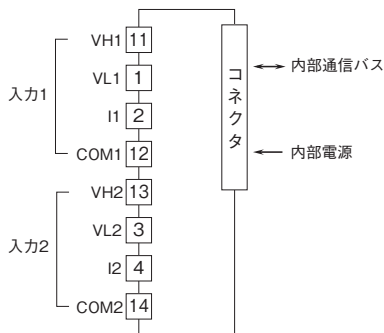 VH1 11
VL1 1
入力1
I1 2
COM1 12
VH2 13
VL2 3
入力2
I2 4
COM2 14
コネクタ
内部通信バス
内部電源